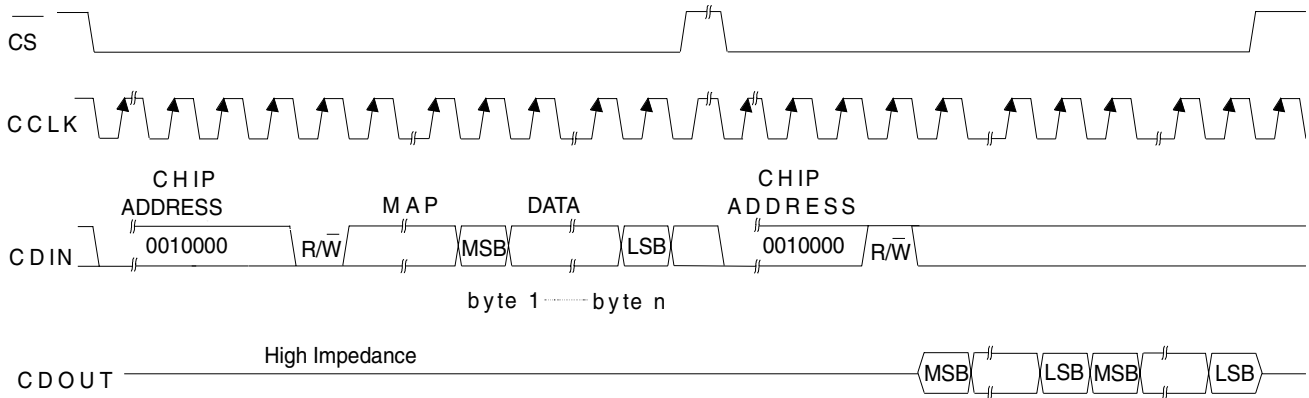 CS
CCLK
CHIP
ADDRESS
MAP
DATA
CHIP
ADDRESS
CDIN
0010000
R/W
MSB
LSB
0010000
R/W
byte 1
byte n
High Impedance
CDOUT
MSB
LSB
MSB
LSB